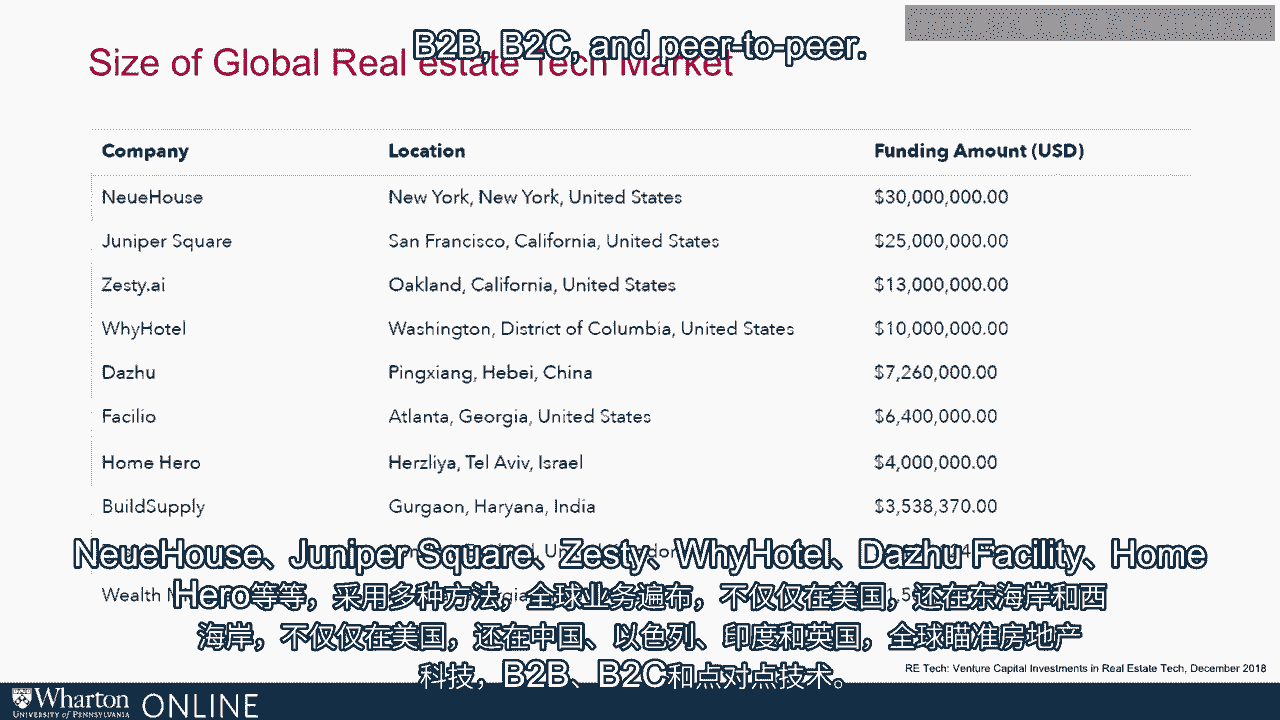 B2B, B2C, and peer-to-peer.
Size of Global Real estate Tech Market
Company Location Funding Amount (USD)
NeueHouse New York, New York, United States $30,000,000.00
Juniper Square San Francisco, California, United States $25,000,000.00
Zesty.ai Oakland, California, United States $13,000,000.00
WhyHotel Washington, District of Columbia, United States $10,000,000.00
Dazhu Pingxiang, Hebei, China $7,260,000.00
Facilio Atlanta, Georgia, United States $6,400,000.00
Home Hero Herzliya, Tel Aviv, Israel $4,000,000.00
BuildSupply Gurgaon, Haryana, India $3,538,370.00
NeueHouse、Juniper Square、Zesty、WhyHotel、Dazhu Facility、Home
Wealth
Hero等等，采用多种方法，全球业务遍布，不仅仅在美国，还在东海岸和西
海岸，不仅仅在美国，还在中国、以色列、印度和英国，全球瞄准房地产
科技，B2B、B2C和点对点技术。
RE Tech: Venture Capital Investments in Real Estate Tech, December 2018
Wharton ONLINE
UNIVERSITY of PENNSYLVANIA